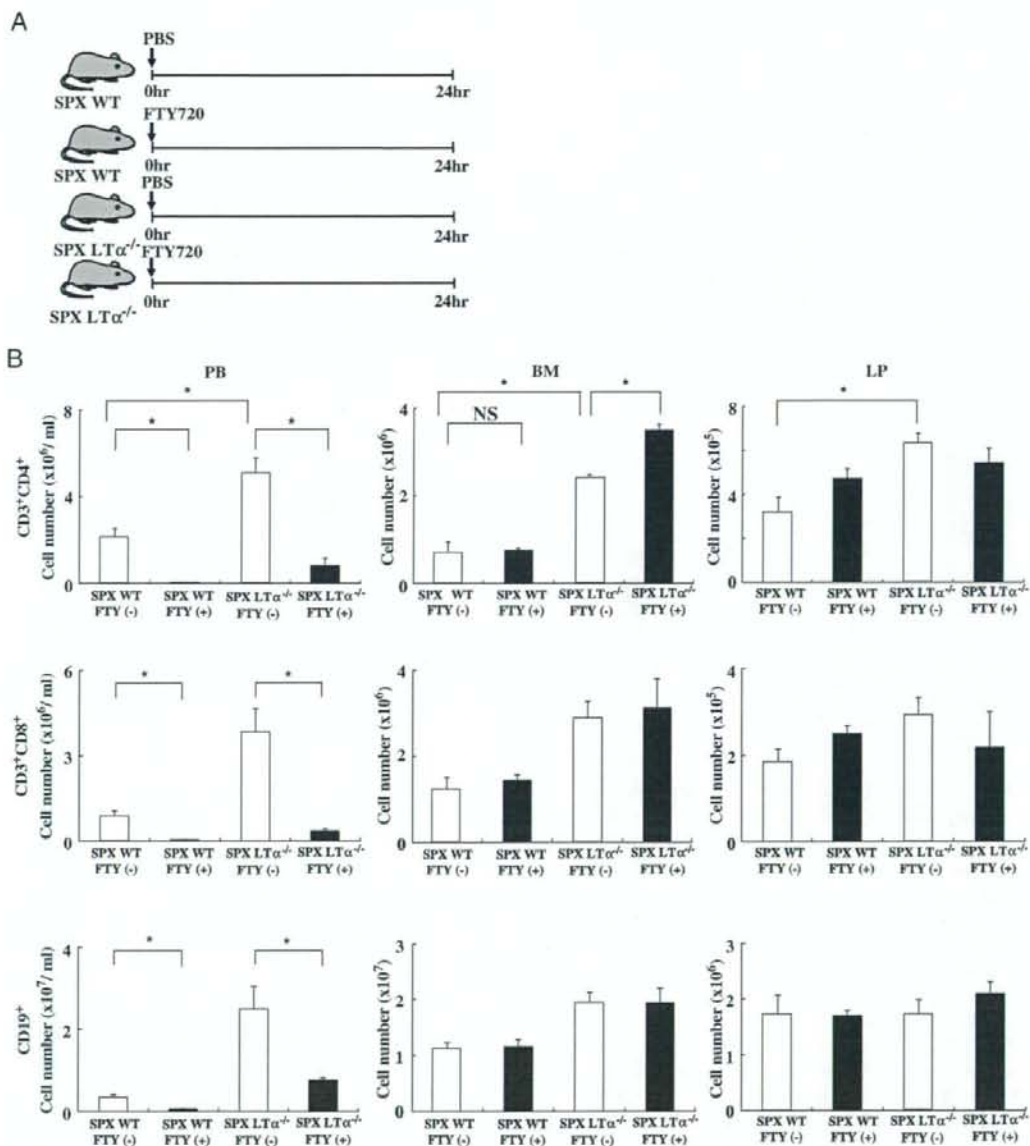 A
PBS
0hr 24hr
SPX WT
FTY720
0hr 24hr
SPX WT
PBS
0hr 24hr
SPX LTα-/-
FTY720
0hr 24hr
SPX LTα-/-
B
PB
CD3+CD4+
Cell number (x10^6/ ml)
8
4
0
* * *
SPX WT SPX WT SPX LTα-/- SPX LTα-/-
FTY (-) FTY (+) FTY (-) FTY (+)
BM
Cell number (x10^6)
4
2
0
* NS *
SPX WT SPX WT SPX LTα-/- SPX LTα-/-
FTY (-) FTY (+) FTY (-) FTY (+)
LP
Cell number (x10^5)
8
4
0
*
SPX WT SPX WT SPX LTα-/- SPX LTα-/-
FTY (-) FTY (+) FTY (-) FTY (+)
CD3+CD8+
Cell number (x10^6/ ml)
6
3
0
* *
SPX WT SPX WT SPX LTα-/- SPX LTα-/-
FTY (-) FTY (+) FTY (-) FTY (+)
Cell number (x10^6)
4
2
0
SPX WT SPX WT SPX LTα-/- SPX LTα-/-
FTY (-) FTY (+) FTY (-) FTY (+)
Cell number (x10^5)
4
2
0
SPX WT SPX WT SPX LTα-/- SPX LTα-/-
FTY (-) FTY (+) FTY (-) FTY (+)
CD19+
Cell number (x10^7/ ml)
4
2
0
* *
SPX WT SPX WT SPX LTα-/- SPX LTα-/-
FTY (-) FTY (+) FTY (-) FTY (+)
Cell number (x10^7)
3
2
1
0
SPX WT SPX WT SPX LTα-/- SPX LTα-/-
FTY (-) FTY (+) FTY (-) FTY (+)
Cell number (x10^6)
3
2
1
0
SPX WT SPX WT SPX LTα-/- SPX LTα-/-
FTY (-) FTY (+) FTY (-) FTY (+)